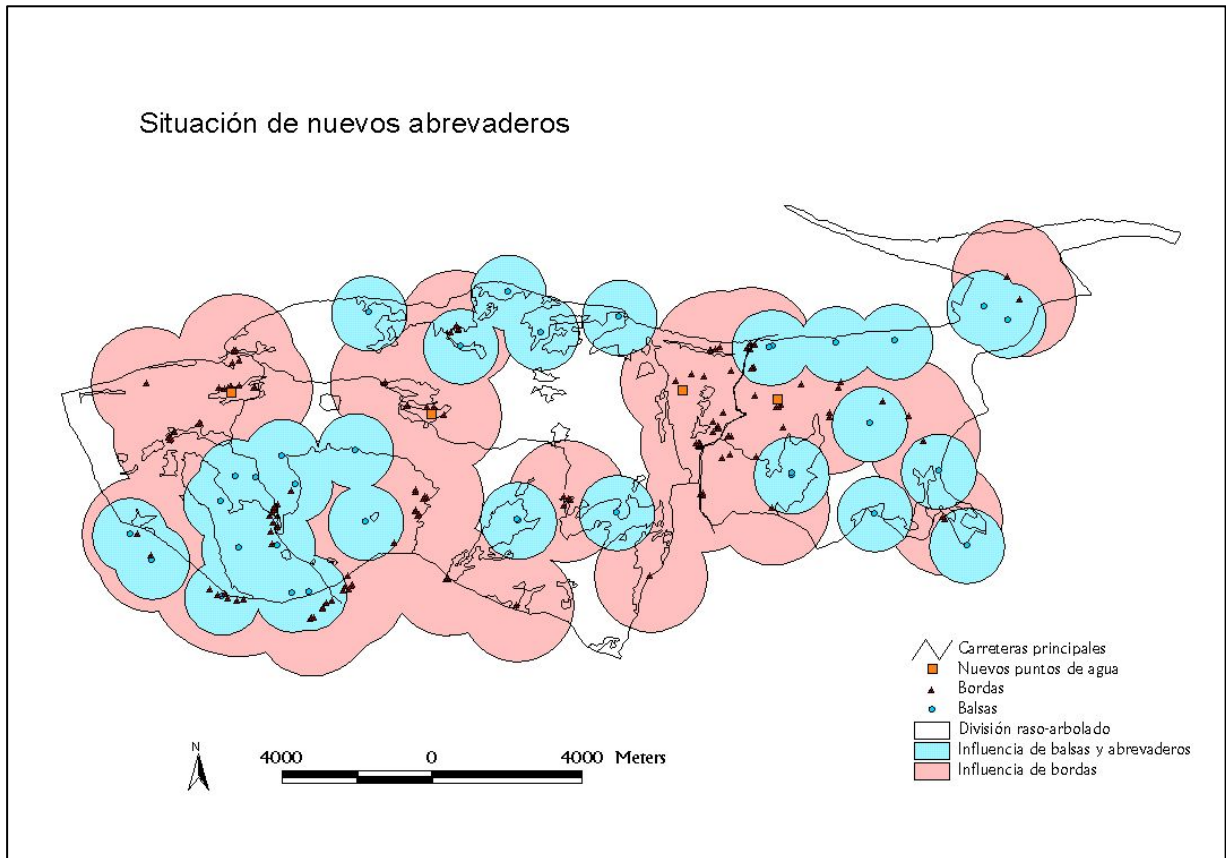 Situación de nuevos abrevaderos
Carreteras principales
Nuevos puntos de agua
Bordas
Balsas
División raso-arbolado
Influencia de balsas y abrevaderos
Influencia de bordas
N
4000 0 4000 Meters